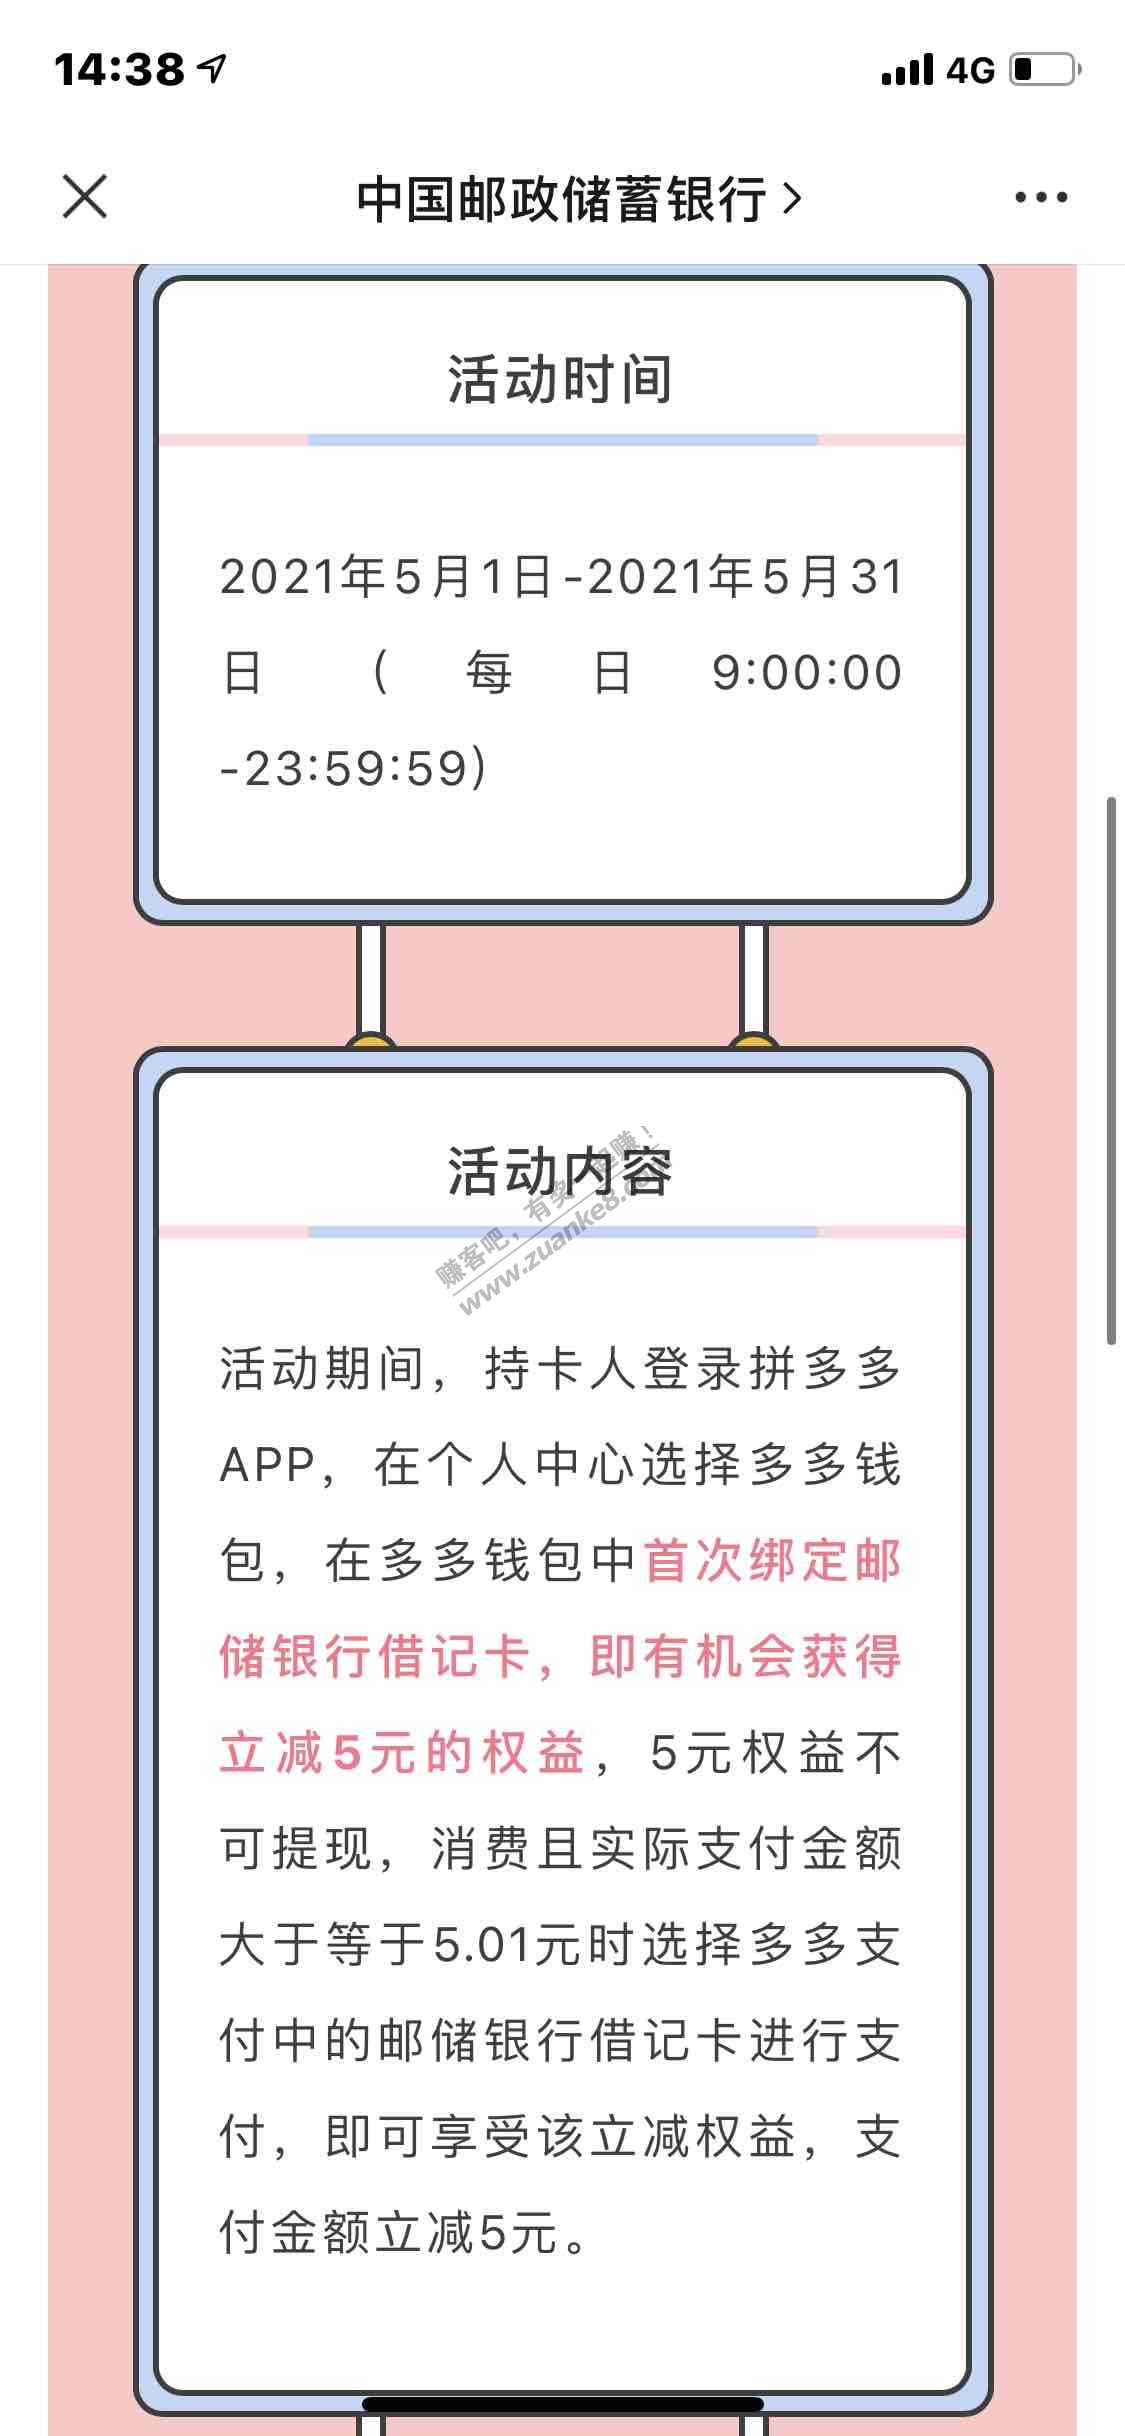 14:38
4G
中国邮政储蓄银行
活动时间
2021年5月1日-2021年5月31
日(每日9:00:00
-23:59:59)
活动内容
赚客吧，有奖一起赚！
www.zuanke8.com
活动期间，持卡人登录拼多多
APP，在个人中心选择多多钱
包，在多多钱包中首次绑定邮
储银行借记卡，即有机会获得
立减5元的权益，5元权益不
可提现，消费且实际支付金额
大于等于5.01元时选择多多支
付中的邮储银行借记卡进行支
付，即可享受该立减权益，支
付金额立减5元。